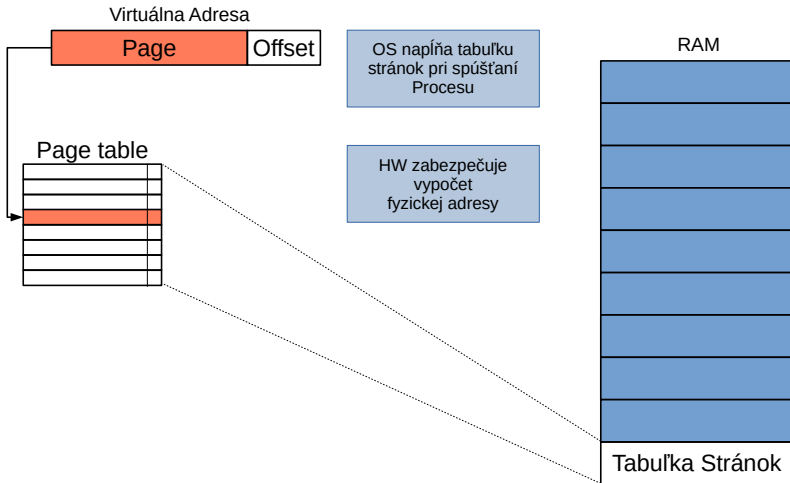 Virtuálna Adresa
Page
Offset
OS napĺňa tabuľku
stránok pri spúšťaní
Procesu
RAM
Page table
HW zabezpečuje
vypočet
fyzickej adresy
Tabuľka Stránok